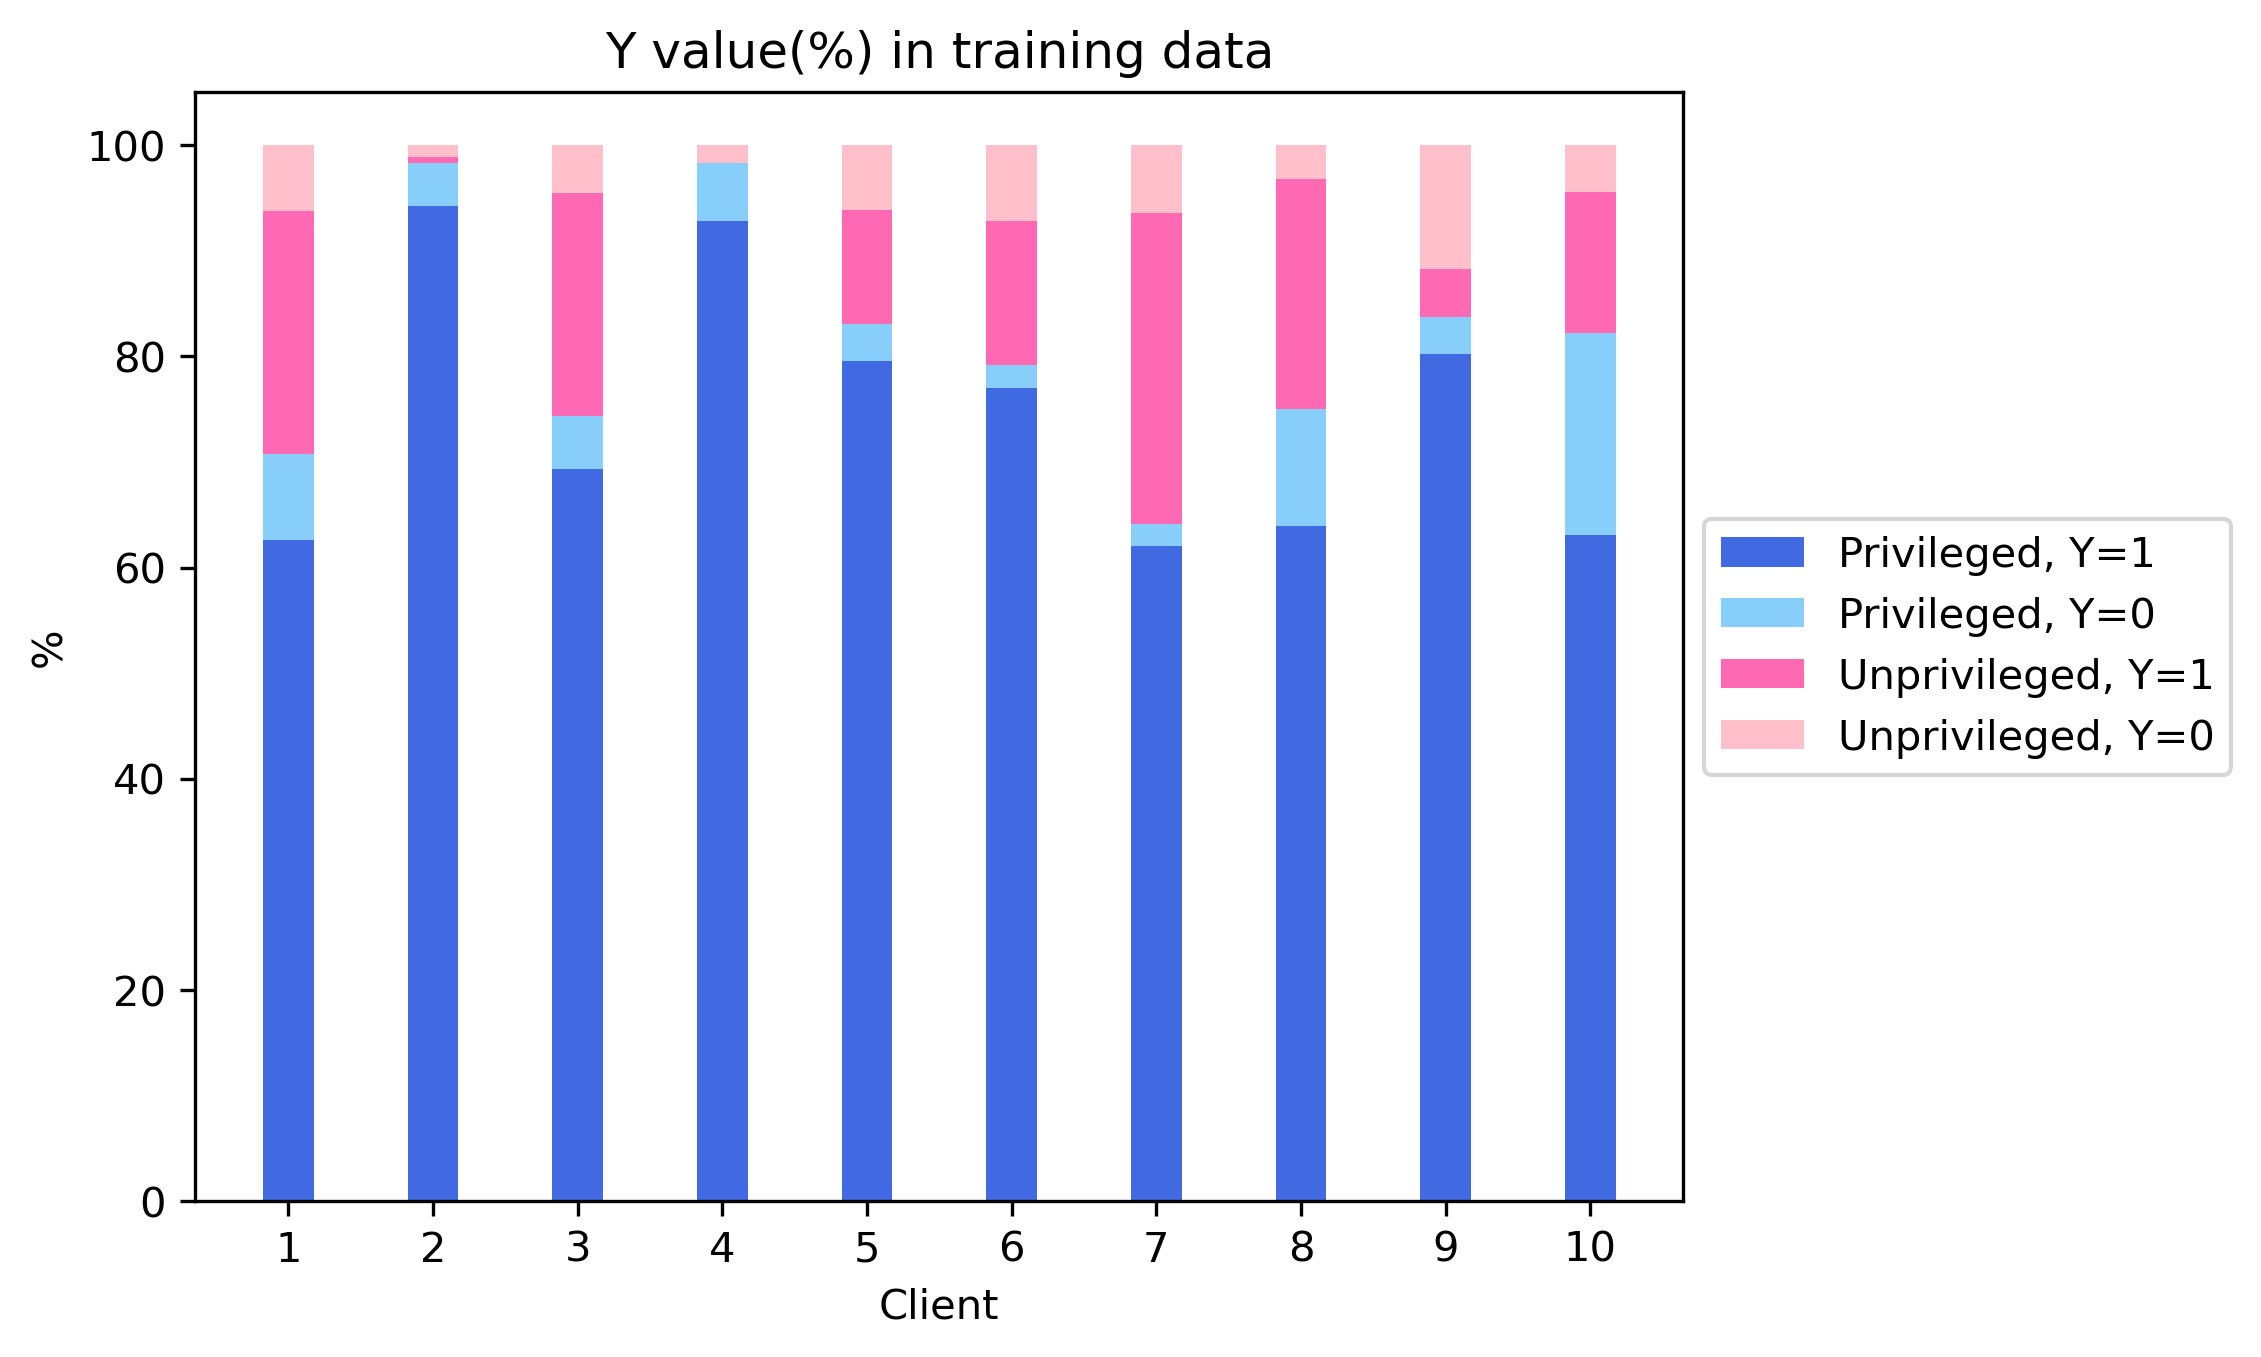 Y value(%) in training data
100
80
60
40
20
0
%
1 2 3 4 5 6 7 8 9 10
Client
Privileged, Y=1
Privileged, Y=0
Unprivileged, Y=1
Unprivileged, Y=0